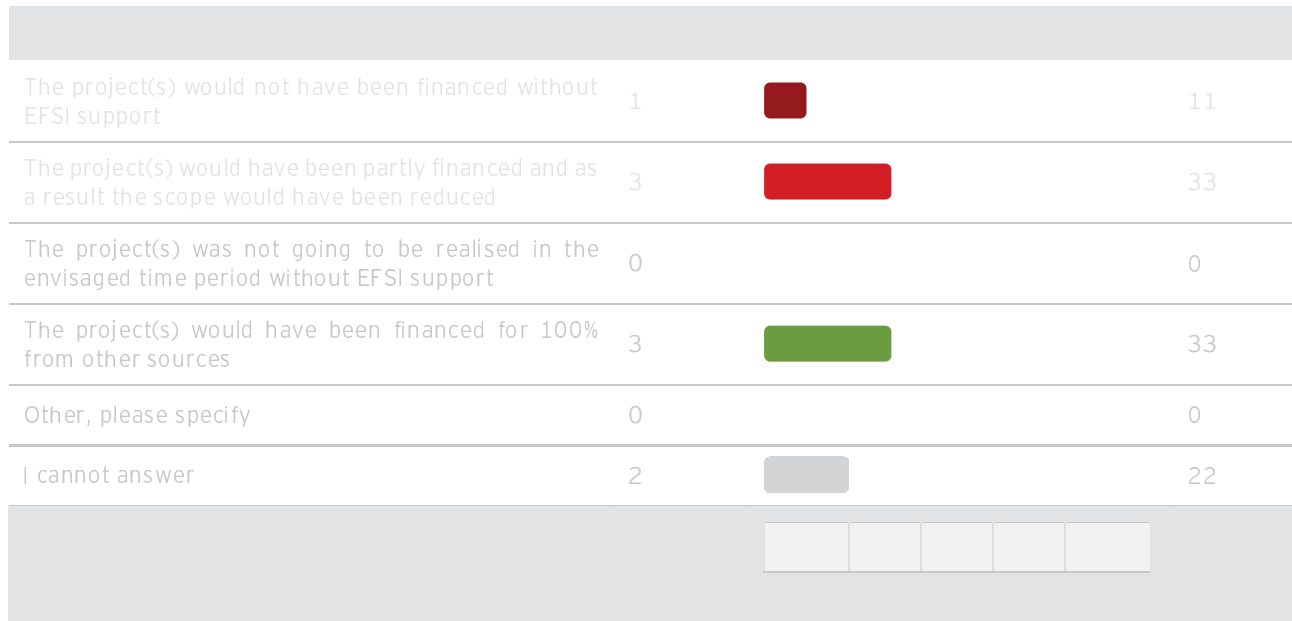 The project(s) would not have been financed without
EFSI support
1
11
The project(s) would have been partly financed and as
a result the scope would have been reduced
3
33
The project(s) was not going to be realised in the
envisaged time period without EFSI support
0
0
The project(s) would have been financed for 100%
from other sources
3
33
Other, please specify
0
0
I cannot answer
2
22